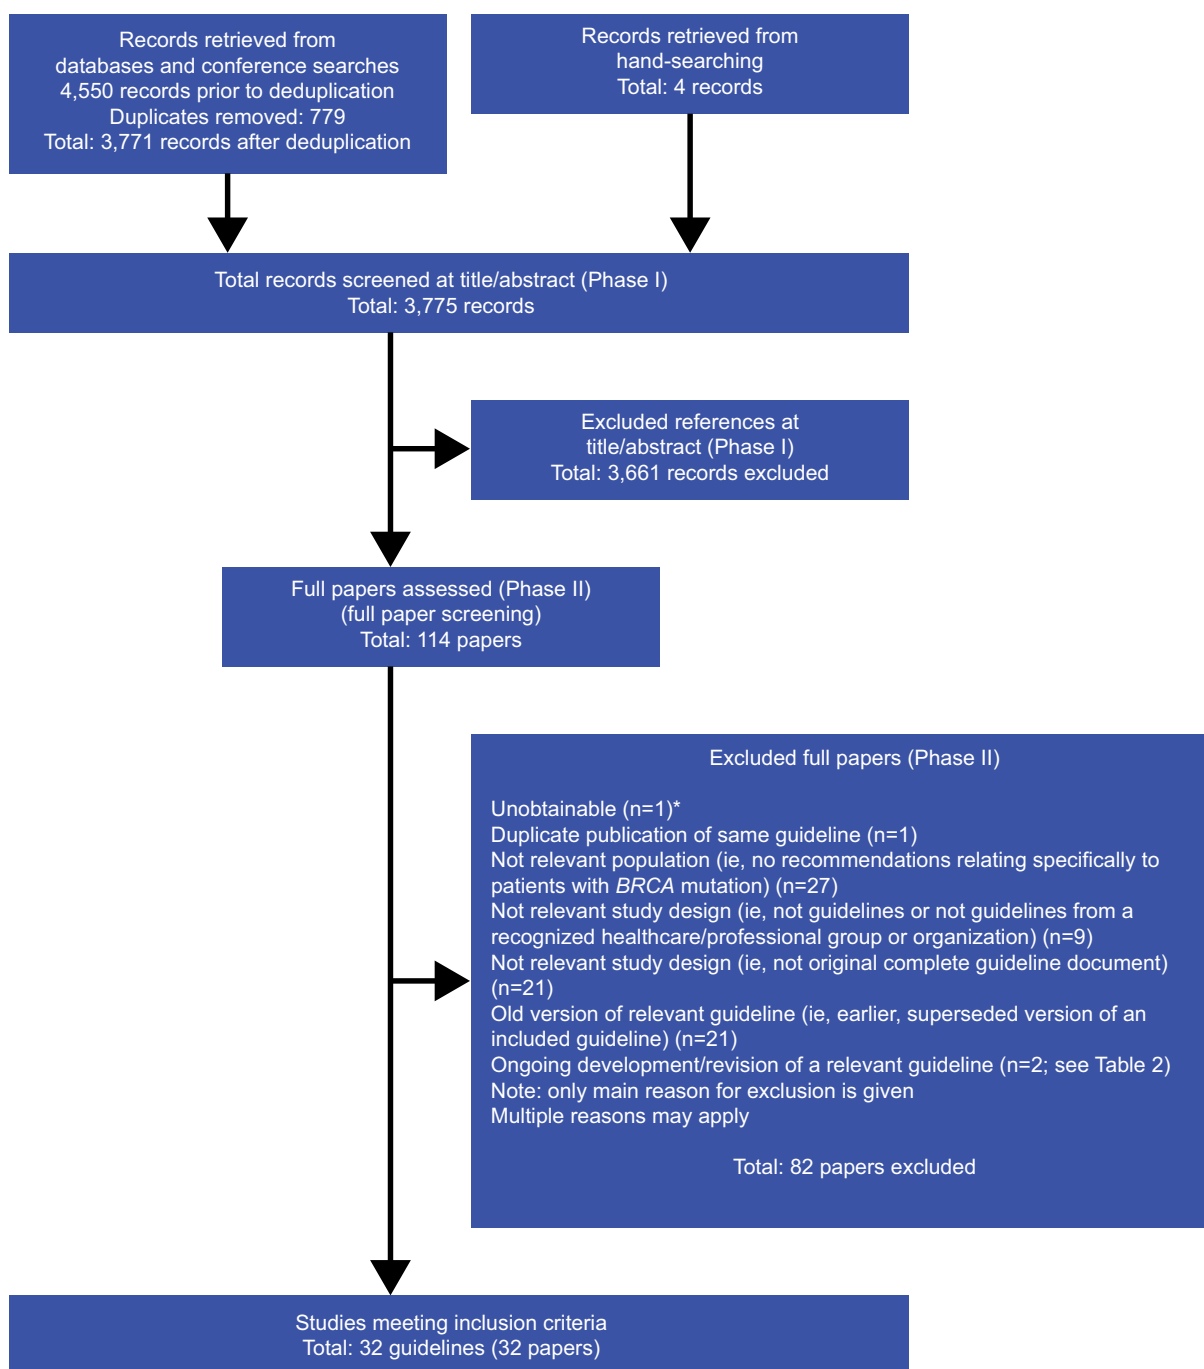 Records retrieved from
databases and conference searches
4,550 records prior to deduplication
Duplicates removed: 779
Total: 3,771 records after deduplication
Records retrieved from
hand-searching
Total: 4 records
Total records screened at title/abstract (Phase I)
Total: 3,775 records
Excluded references at
title/abstract (Phase I)
Total: 3,661 records excluded
Full papers assessed (Phase II)
(full paper screening)
Total: 114 papers
Excluded full papers (Phase II)
Unobtainable (n=1)*
Duplicate publication of same guideline (n=1)
Not relevant population (ie, no recommendations relating specifically to
patients with BRCA mutation) (n=27)
Not relevant study design (ie, not guidelines or not guidelines from a
recognized healthcare/professional group or organization) (n=9)
Not relevant study design (ie, not original complete guideline document)
(n=21)
Old version of relevant guideline (ie, earlier, superseded version of an
included guideline) (n=21)
Ongoing development/revision of a relevant guideline (n=2; see Table 2)
Note: only main reason for exclusion is given
Multiple reasons may apply
Total: 82 papers excluded
Studies meeting inclusion criteria
Total: 32 guidelines (32 papers)